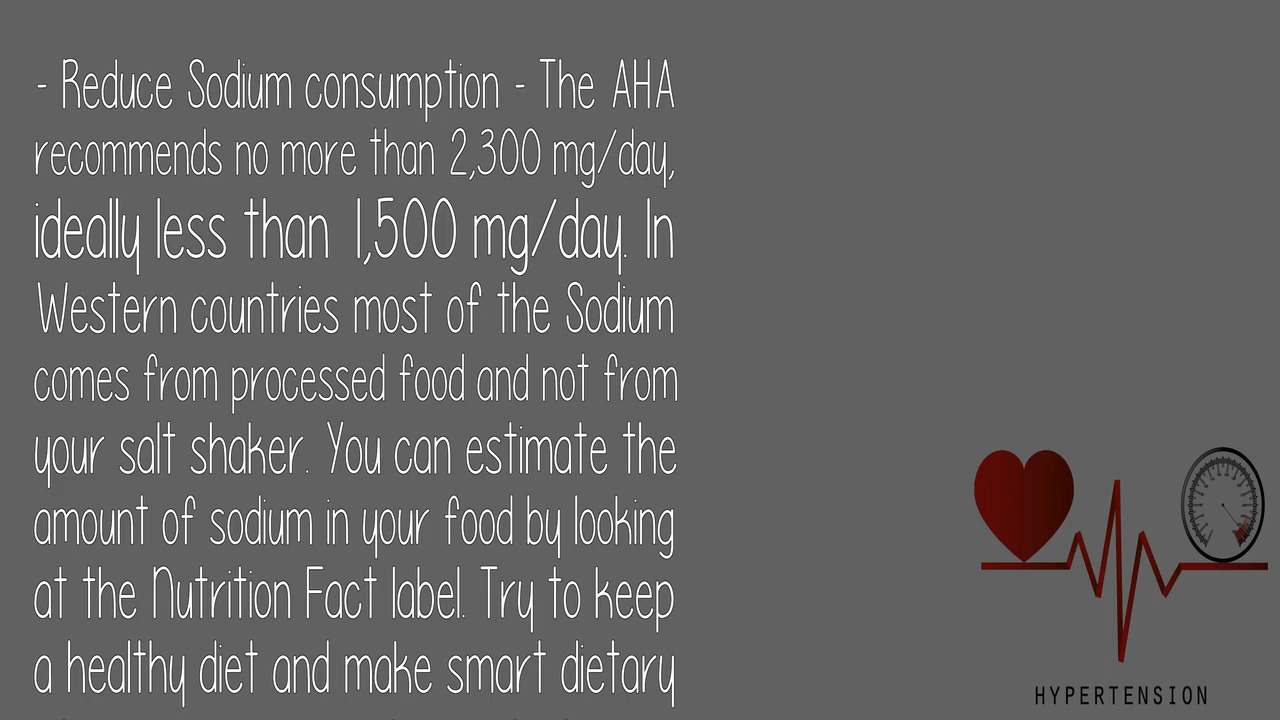 - Reduce Sodium consumption - The AHA
recommends no more than 2,300 mg/day,
ideally less than 1,500 mg/day. In
Western countries most of the Sodium
comes from processed food and not from
your salt shaker. You can estimate the
amount of sodium in your food by looking
at the Nutrition Fact label. Try to keep
a healthy diet and make smart dietary
HYPERTENSION